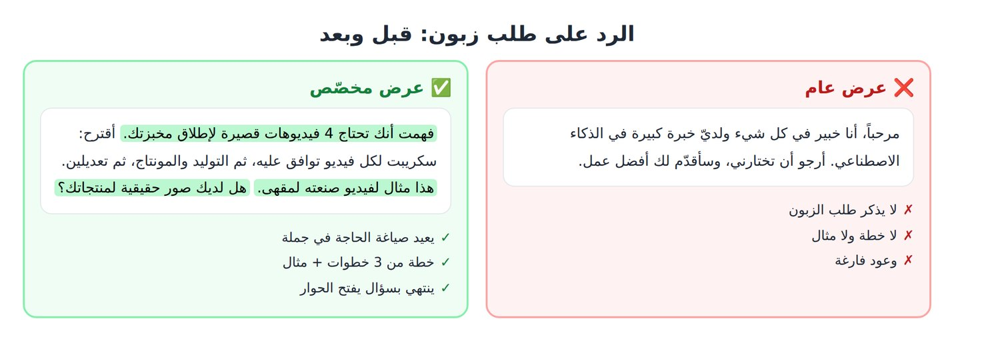 الرد على طلب زبون: قبل وبعد
❌ عرض عام
مرحباً، أنا خبير في كل شيء ولديّ خبرة كبيرة في الذكاء
الاصطناعي. أرجو أن تختارني، وسأقدّم لك أفضل عمل.
✗ لا يذكر طلب الزبون
✗ لا خطة ولا مثال
✗ وعود فارغة
✅ عرض مخصّص
فهمت أنك تحتاج 4 فيديوهات قصيرة لإطلاق مخبزتك. أقترح:
سكريبت لكل فيديو توافق عليه، ثم التوليد والمونتاج، ثم تعديلين.
هذا مثال لفيديو صنعته لمقهى. هل لديك صور حقيقية لمنتجاتك؟
✓ يعيد صياغة الحاجة في جملة
✓ خطة من 3 خطوات + مثال
✓ ينتهي بسؤال يفتح الحوار